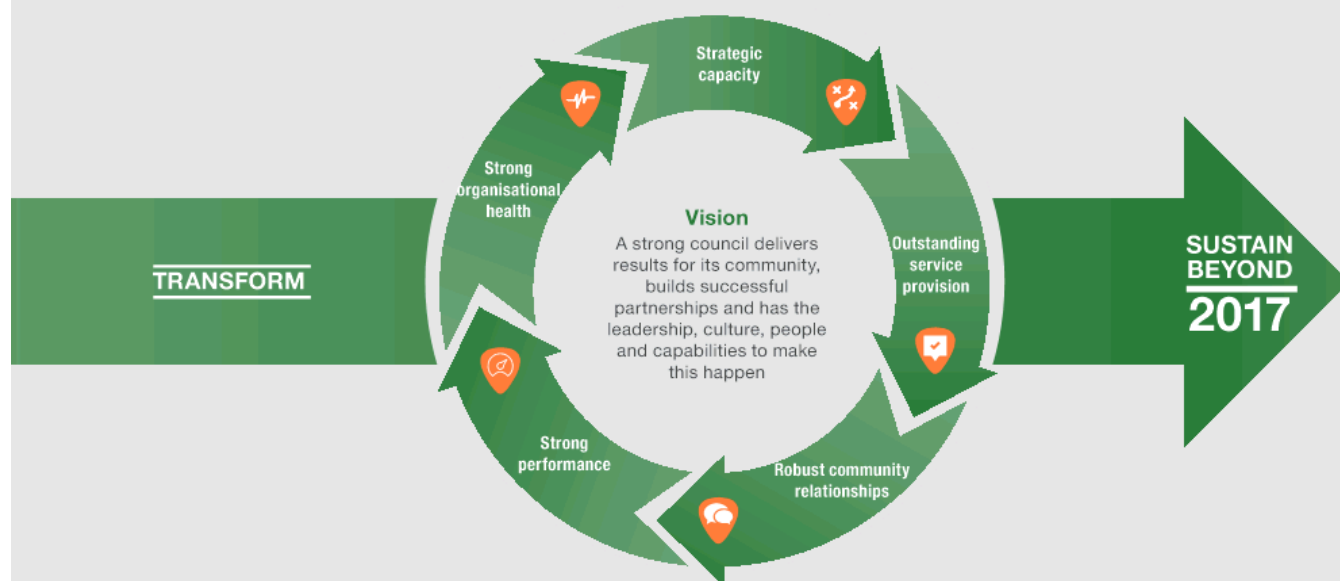 TRANSFORM
Strong
organisational
health
Strategic
capacity
Outstanding
service
provision
Robust community
relationships
Strong
performance
Vision
A strong council delivers
results for its community,
builds successful
partnerships and has the
leadership, culture, people
and capabilities to make
this happen
SUSTAIN
BEYOND
2017